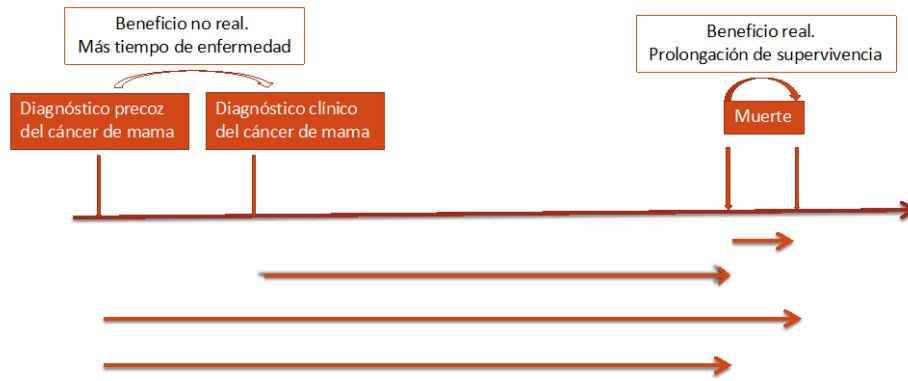 Beneficio no real.
Más tiempo de enfermedad
Beneficio real.
Prolongación de supervivencia
Diagnóstico precoz
del cáncer de mama
Diagnóstico clínico
del cáncer de mama
Muerte